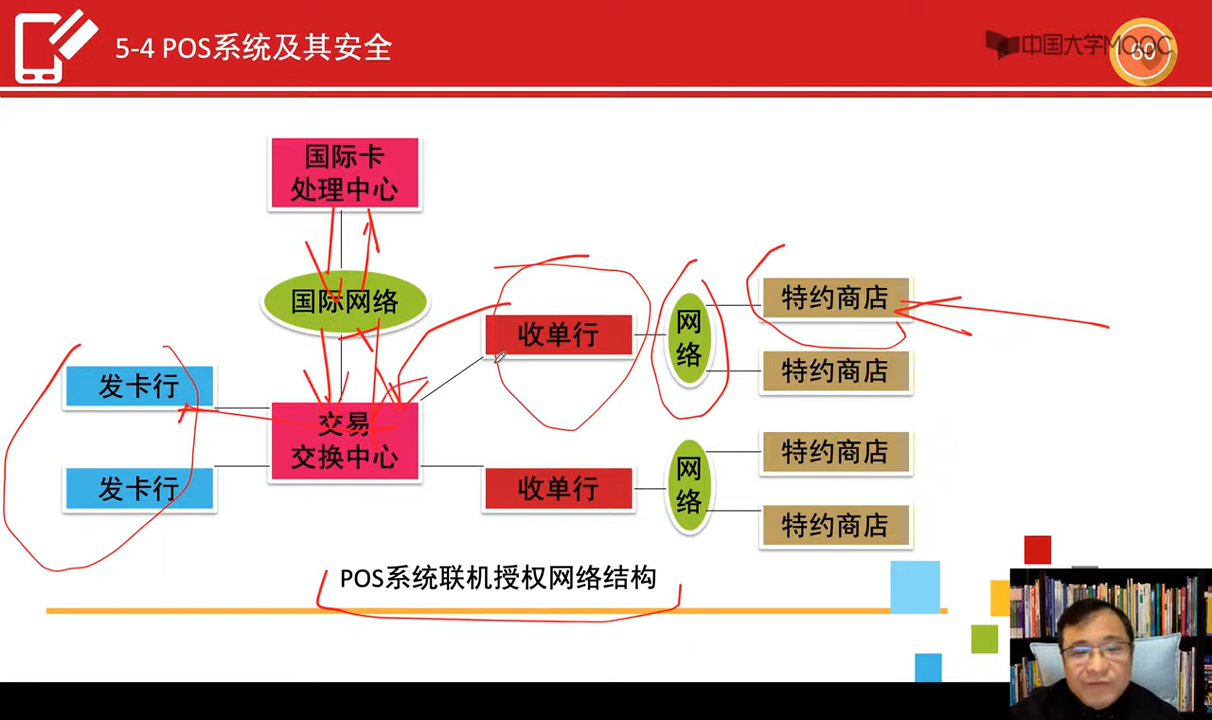 5-4 POS系统及其安全
中国大学MOOC
60
国际卡
处理中心
国际网络
收单行
网
络
特约商店
特约商店
发卡行
交易
交换中心
发卡行
收单行
网
络
特约商店
特约商店
POS系统联机授权网络结构